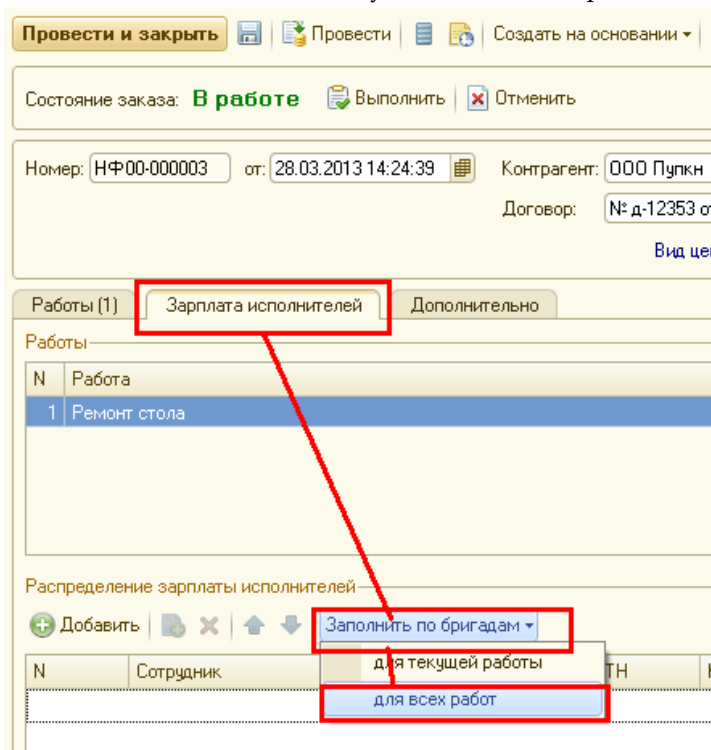 Провести и закрыть Провести Создать на основании
Состояние заказа: В работе Выполнить Отменить
Номер: НФ00-000003 от: 28.03.2013 14:24:39 Контрагент: ООО Пупкн
Договор: № д-12353 о
Вид це
Работы (1) Зарплата исполнителей Дополнительно
Работы
N Работа
1 Ремонт стола
Распределение зарплаты исполнителей
Добавить Заполнить по бригадам
для текущей работы
N Сотрудник ТН
для всех работ